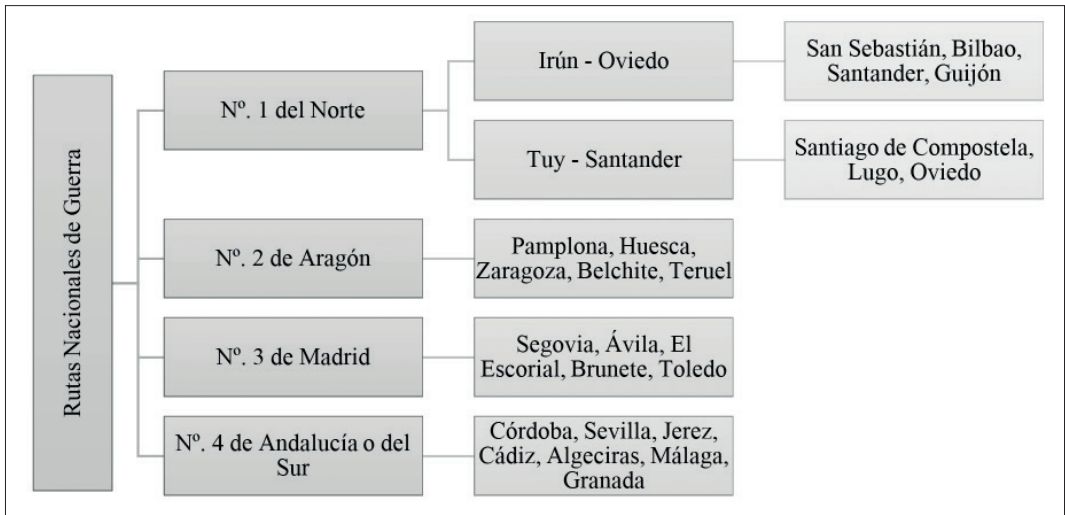 Rutas Nacionales de Guerra
Nº. 1 del Norte
Irún - Oviedo
San Sebastián, Bilbao,
Santander, Guijón
Tuy - Santander
Santiago de Compostela,
Lugo, Oviedo
Nº. 2 de Aragón
Pamplona, Huesca,
Zaragoza, Belchite, Teruel
Nº. 3 de Madrid
Segovia, Ávila, El
Escorial, Brunete, Toledo
Nº. 4 de Andalucía o del
Sur
Córdoba, Sevilla, Jerez,
Cádiz, Algeciras, Málaga,
Granada